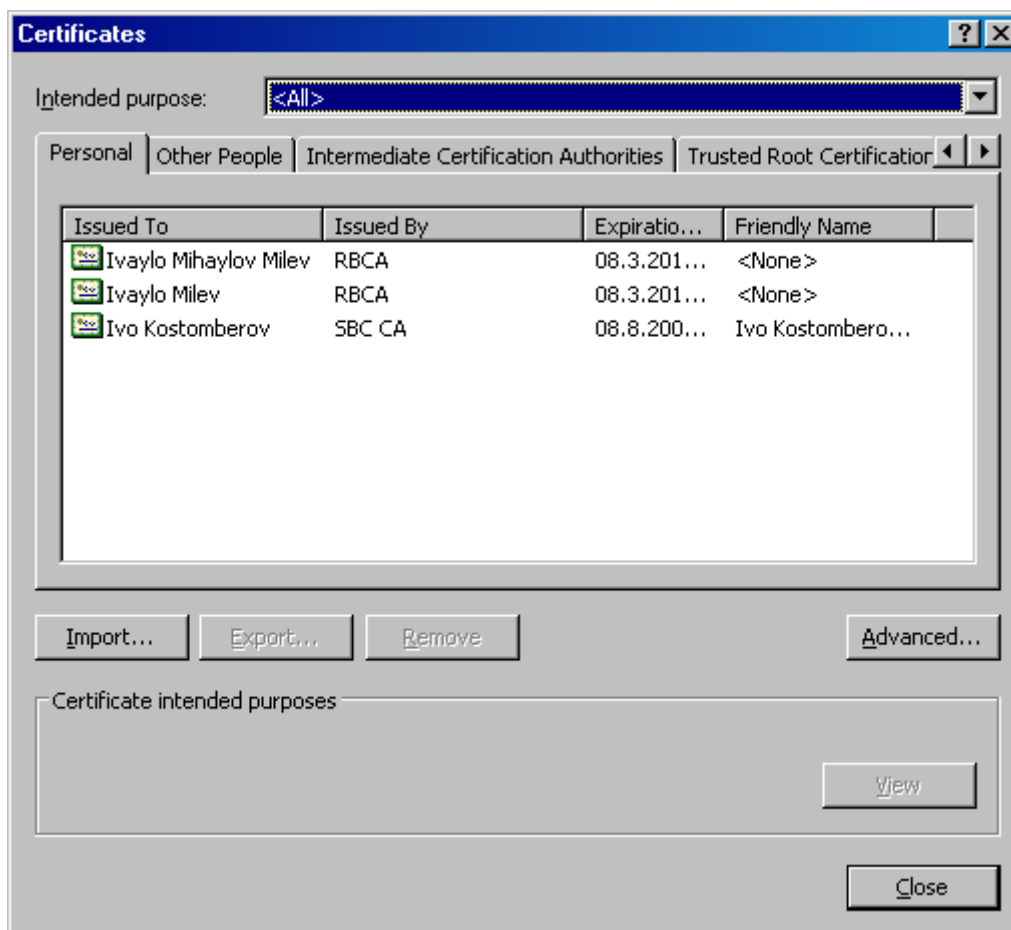 Certificates
Intended purpose: <All>
Personal Other People Intermediate Certification Authorities Trusted Root Certification
Issued To Issued By Expiratio... Friendly Name
Ivaylo Mihaylov Milev RBCA 08.3.201... <None>
Ivaylo Milev RBCA 08.3.201... <None>
Ivo Kostomberov SBC CA 08.8.200... Ivo Kostombero...
Import... Export... Remove Advanced...
Certificate intended purposes
View
Close